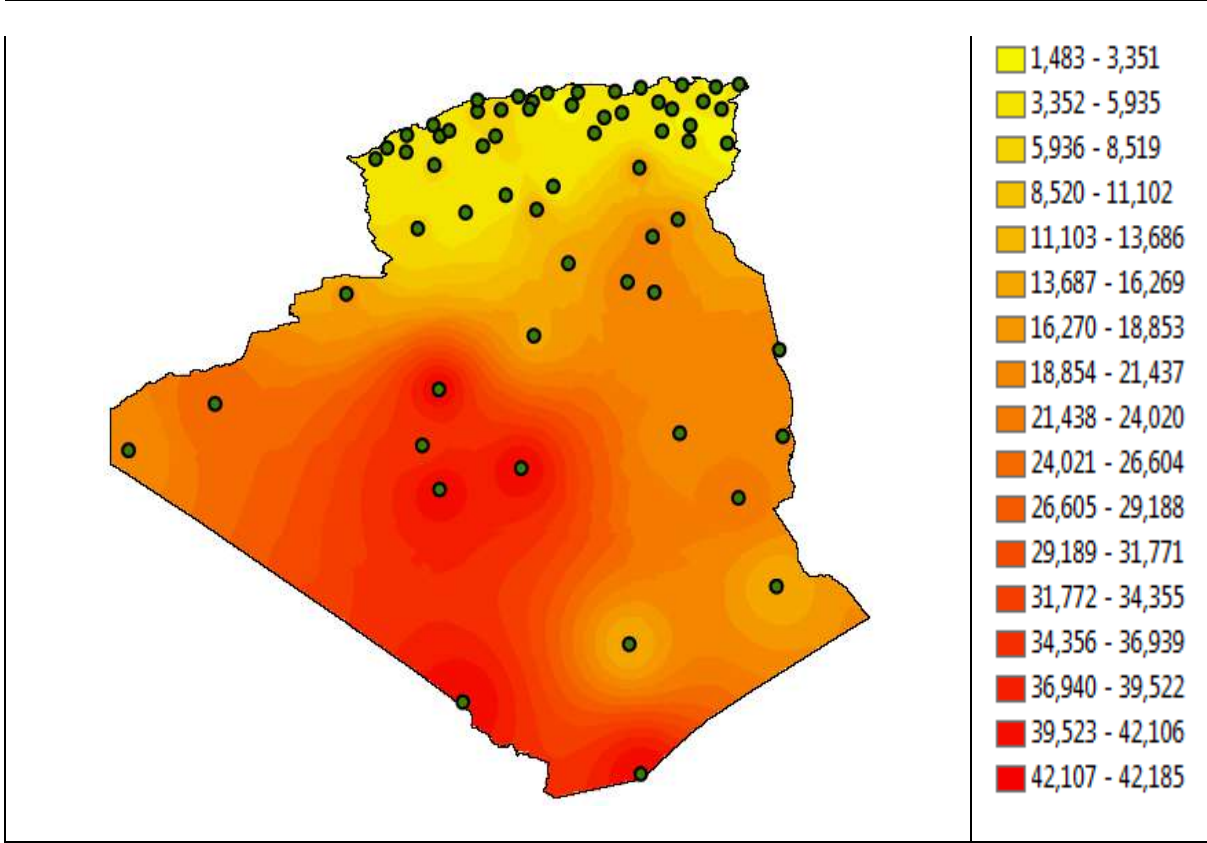 1,483 - 3,351
3,352 - 5,935
5,936 - 8,519
8,520 - 11,102
11,103 - 13,686
13,687 - 16,269
16,270 - 18,853
18,854 - 21,437
21,438 - 24,020
24,021 - 26,604
26,605 - 29,188
29,189 - 31,771
31,772 - 34,355
34,356 - 36,939
36,940 - 39,522
39,523 - 42,106
42,107 - 42,185